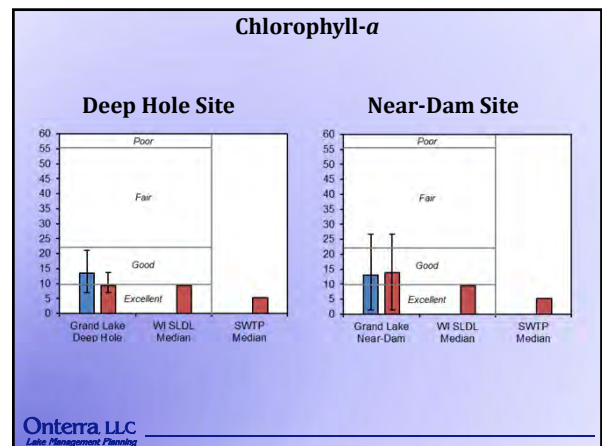 Chlorophyll-a
Deep Hole Site
60
55
50
45
40
35
30
25
20
15
10
5
0
Poor
Fair
Good
Excellent
Grand Lake
Deep Hole
WI SLDL
Median
SWTP
Median
Near-Dam Site
60
55
50
45
40
35
30
25
20
15
10
5
0
Poor
Fair
Good
Excellent
Grand Lake
Near-Dam
WI SLDL
Median
SWTP
Median
Onterra LLC
Lake Management Planning